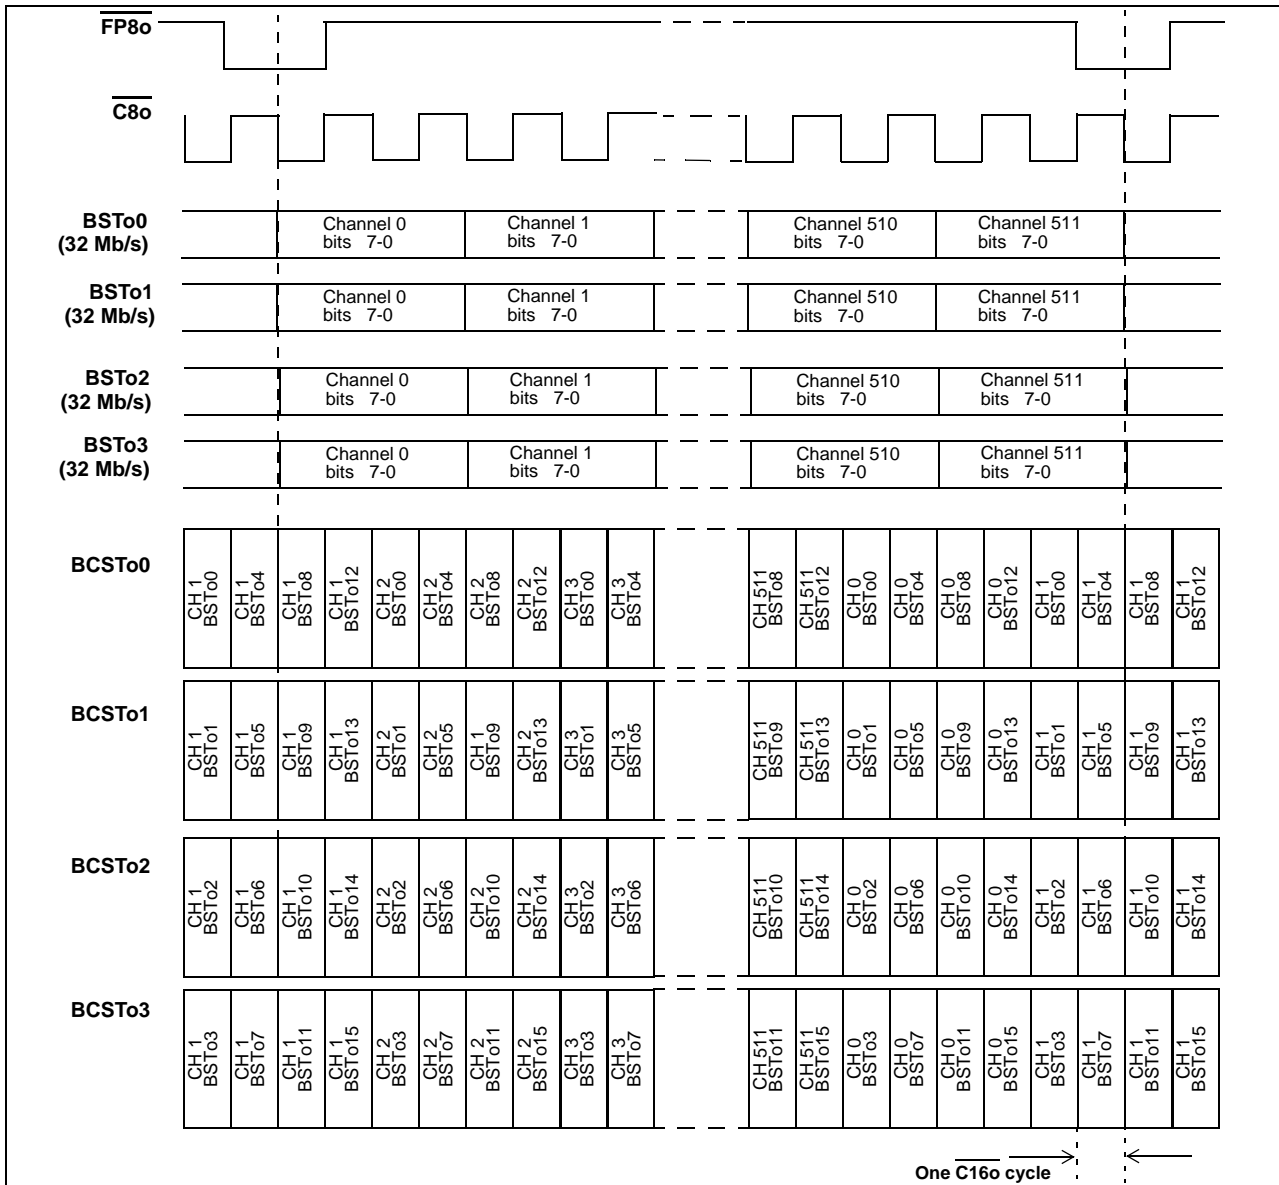 FP8o
C8o
BSTo0
(32 Mb/s)
Channel 0
bits 7-0
Channel 1
bits 7-0
Channel 510
bits 7-0
Channel 511
bits 7-0
BSTo1
(32 Mb/s)
Channel 0
bits 7-0
Channel 1
bits 7-0
Channel 510
bits 7-0
Channel 511
bits 7-0
BSTo2
(32 Mb/s)
Channel 0
bits 7-0
Channel 1
bits 7-0
Channel 510
bits 7-0
Channel 511
bits 7-0
BSTo3
(32 Mb/s)
Channel 0
bits 7-0
Channel 1
bits 7-0
Channel 510
bits 7-0
Channel 511
bits 7-0
BCSTo0
CH 1
BSTo0
CH 1
BSTo4
CH 1
BSTo8
CH 1
BSTo12
CH 2
BSTo0
CH 2
BSTo4
CH 2
BSTo8
CH 2
BSTo12
CH 3
BSTo0
CH 3
BSTo4
CH 511
BSTo8
CH 511
BSTo12
CH 0
BSTo0
CH 0
BSTo4
CH 0
BSTo8
CH 0
BSTo12
CH 1
BSTo0
CH 1
BSTo4
CH 1
BSTo8
CH 1
BSTo12
BCSTo1
CH 1
BSTo1
CH 1
BSTo5
CH 1
BSTo9
CH 1
BSTo13
CH 2
BSTo1
CH 2
BSTo5
CH 1
BSTo9
CH 2
BSTo13
CH 3
BSTo1
CH 3
BSTo5
CH 511
BSTo9
CH 511
BSTo13
CH 0
BSTo1
CH 0
BSTo5
CH 0
BSTo9
CH 0
BSTo13
CH 1
BSTo1
CH 1
BSTo5
CH 1
BSTo9
CH 1
BSTo13
BCSTo2
CH 1
BSTo2
CH 1
BSTo6
CH 1
BSTo10
CH 1
BSTo14
CH 2
BSTo2
CH 2
BSTo6
CH 2
BSTo10
CH 2
BSTo14
CH 3
BSTo2
CH 3
BSTo6
CH 511
BSTo10
CH 511
BSTo14
CH 0
BSTo2
CH 0
BSTo6
CH 0
BSTo10
CH 0
BSTo14
CH 1
BSTo2
CH 1
BSTo6
CH 1
BSTo10
CH 1
BSTo14
BCSTo3
CH 1
BSTo3
CH 1
BSTo7
CH 1
BSTo11
CH 1
BSTo15
CH 2
BSTo3
CH 2
BSTo7
CH 2
BSTo11
CH 2
BSTo15
CH 3
BSTo3
CH 3
BSTo7
CH 511
BSTo11
CH 511
BSTo15
CH 0
BSTo3
CH 0
BSTo7
CH 0
BSTo11
CH 0
BSTo15
CH 1
BSTo3
CH 1
BSTo7
CH 1
BSTo11
CH 1
BSTo15
One C16o cycle